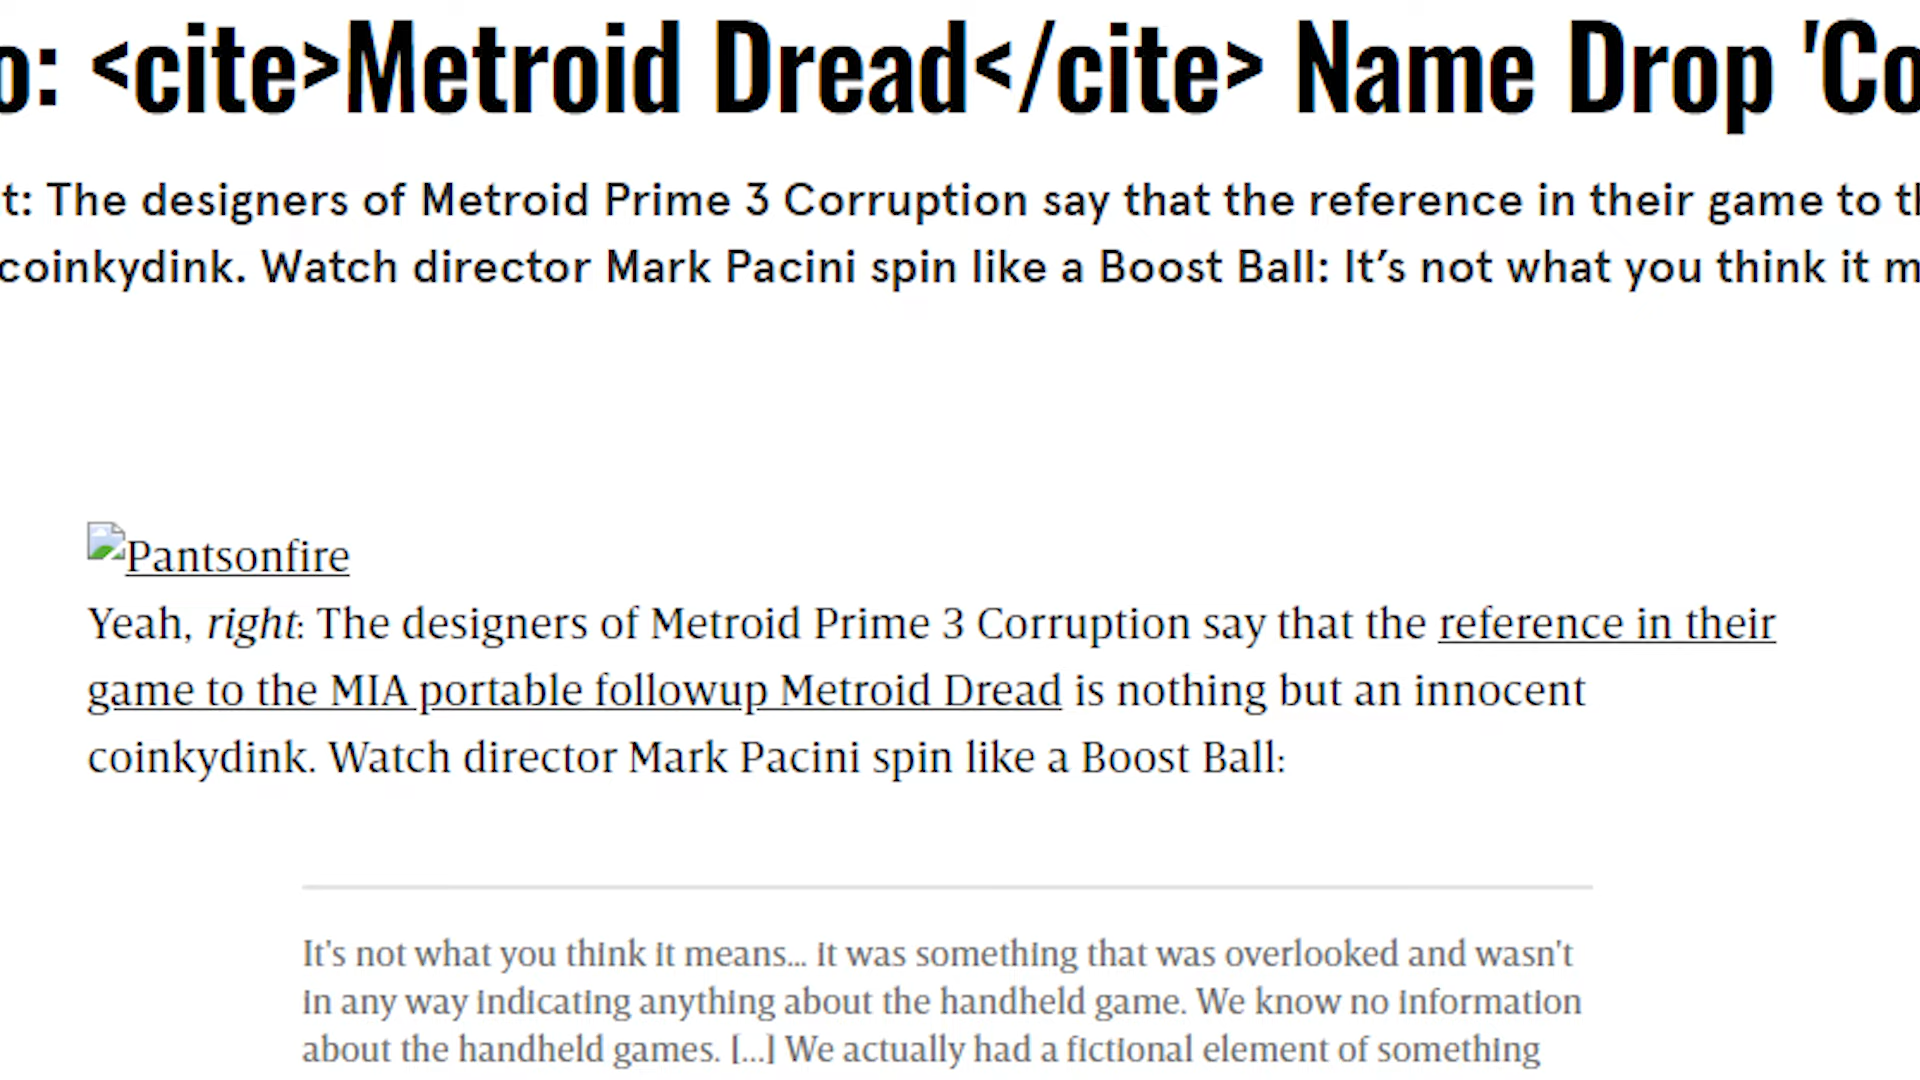 o: <cite>Metroid Dread</cite> Name Drop 'Co
t: The designers of Metroid Prime 3 Corruption say that the reference in their game to th
coinkydink. Watch director Mark Pacini spin like a Boost Ball: It’s not what you think it m
Pantsonfire
Yeah, right: The designers of Metroid Prime 3 Corruption say that the reference in their
game to the MIA portable followup Metroid Dread is nothing but an innocent
coinkydink. Watch director Mark Pacini spin like a Boost Ball:
It's not what you think it means... it was something that was overlooked and wasn't
in any way indicating anything about the handheld game. We know no information
about the handheld games. [...] We actually had a fictional element of something